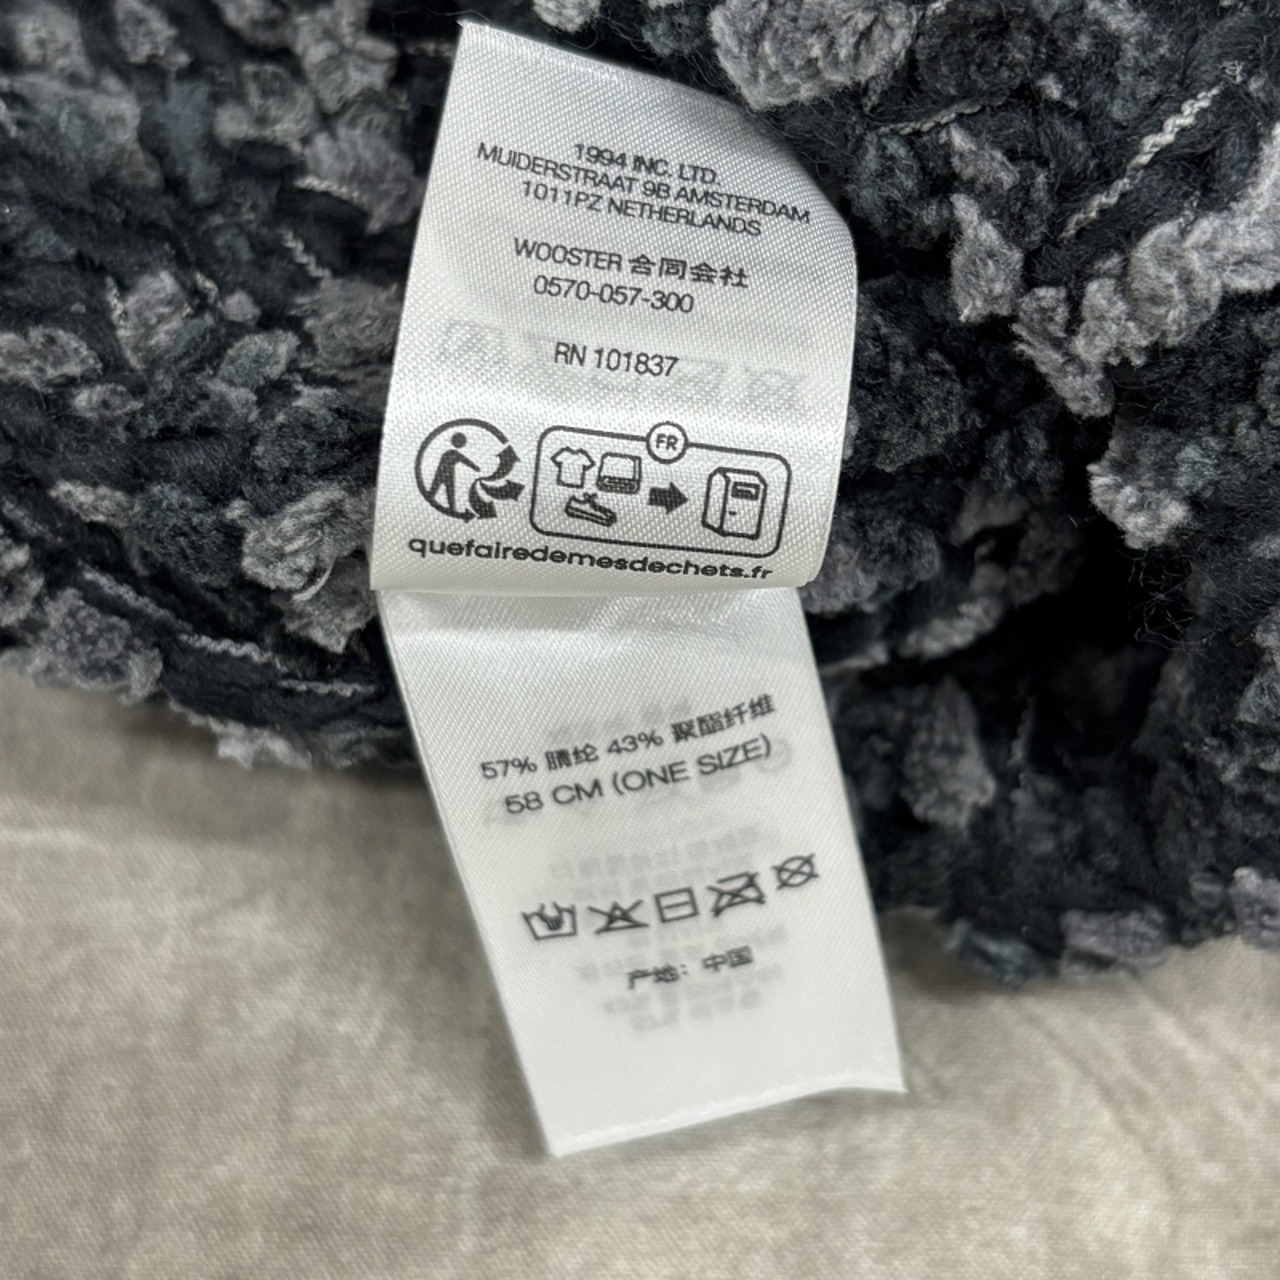 1994 INC. LTD.
MUIDERSTRAAT 9B AMSTERDAM
1011PZ NETHERLANDS
WOOSTER 合同会社
0570-057-300
RN 101837
FR
quefairedemesdechets.fr
57% 腈纶 43% 聚酯纤维
58 CM (ONE SIZE)
产地：中国